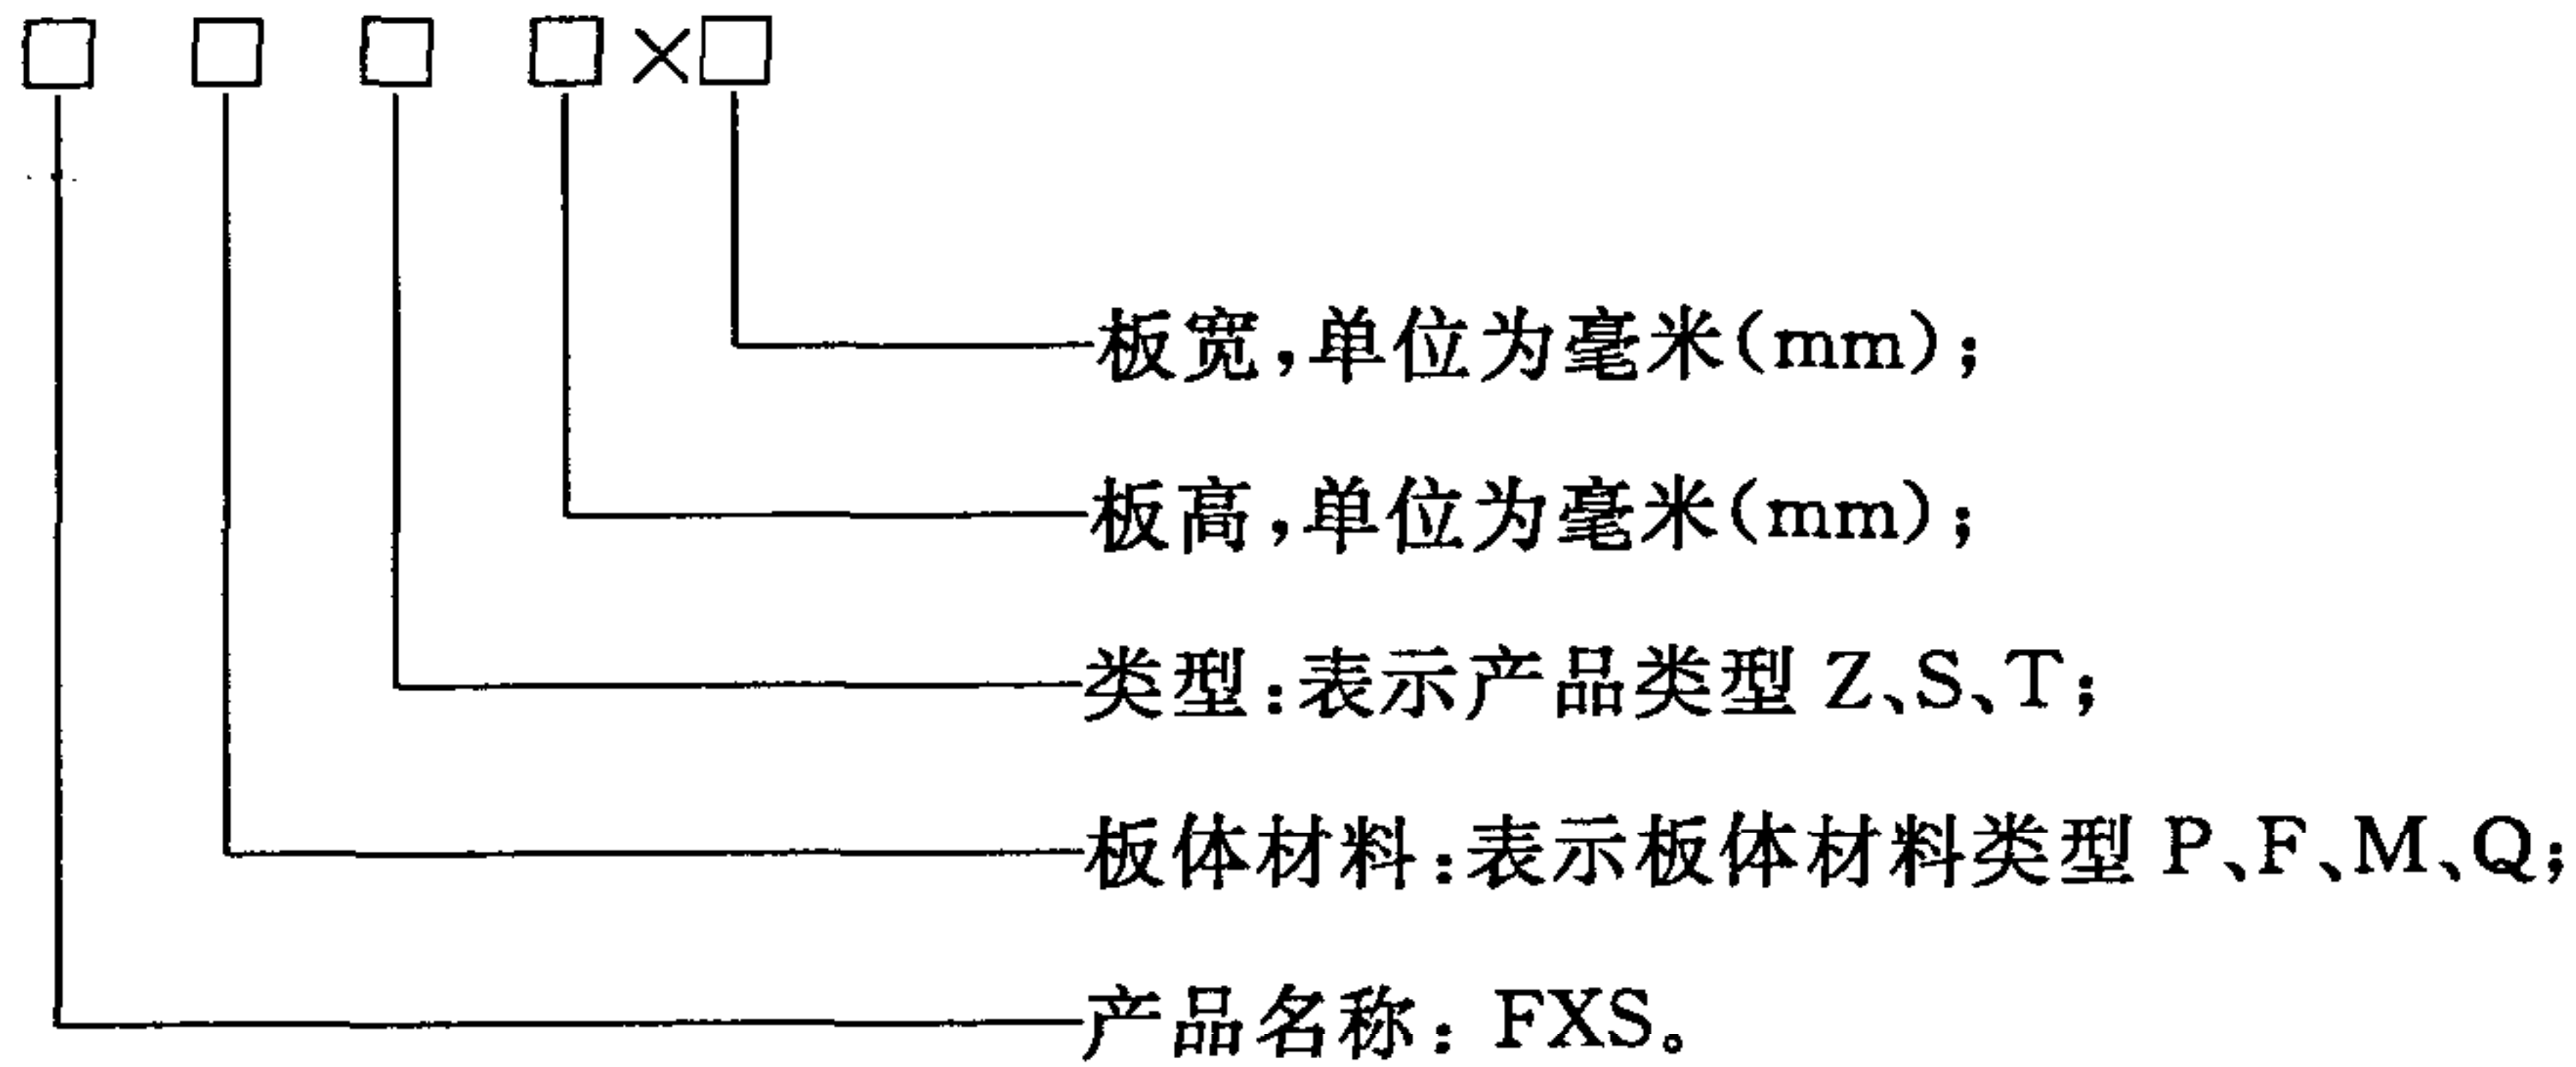 □ □ □ □×□
板宽,单位为毫米(mm);
板高,单位为毫米(mm);
类型:表示产品类型 Z、S、T;
板体材料:表示板体材料类型 P、F、M、Q;
产品名称: FXS。